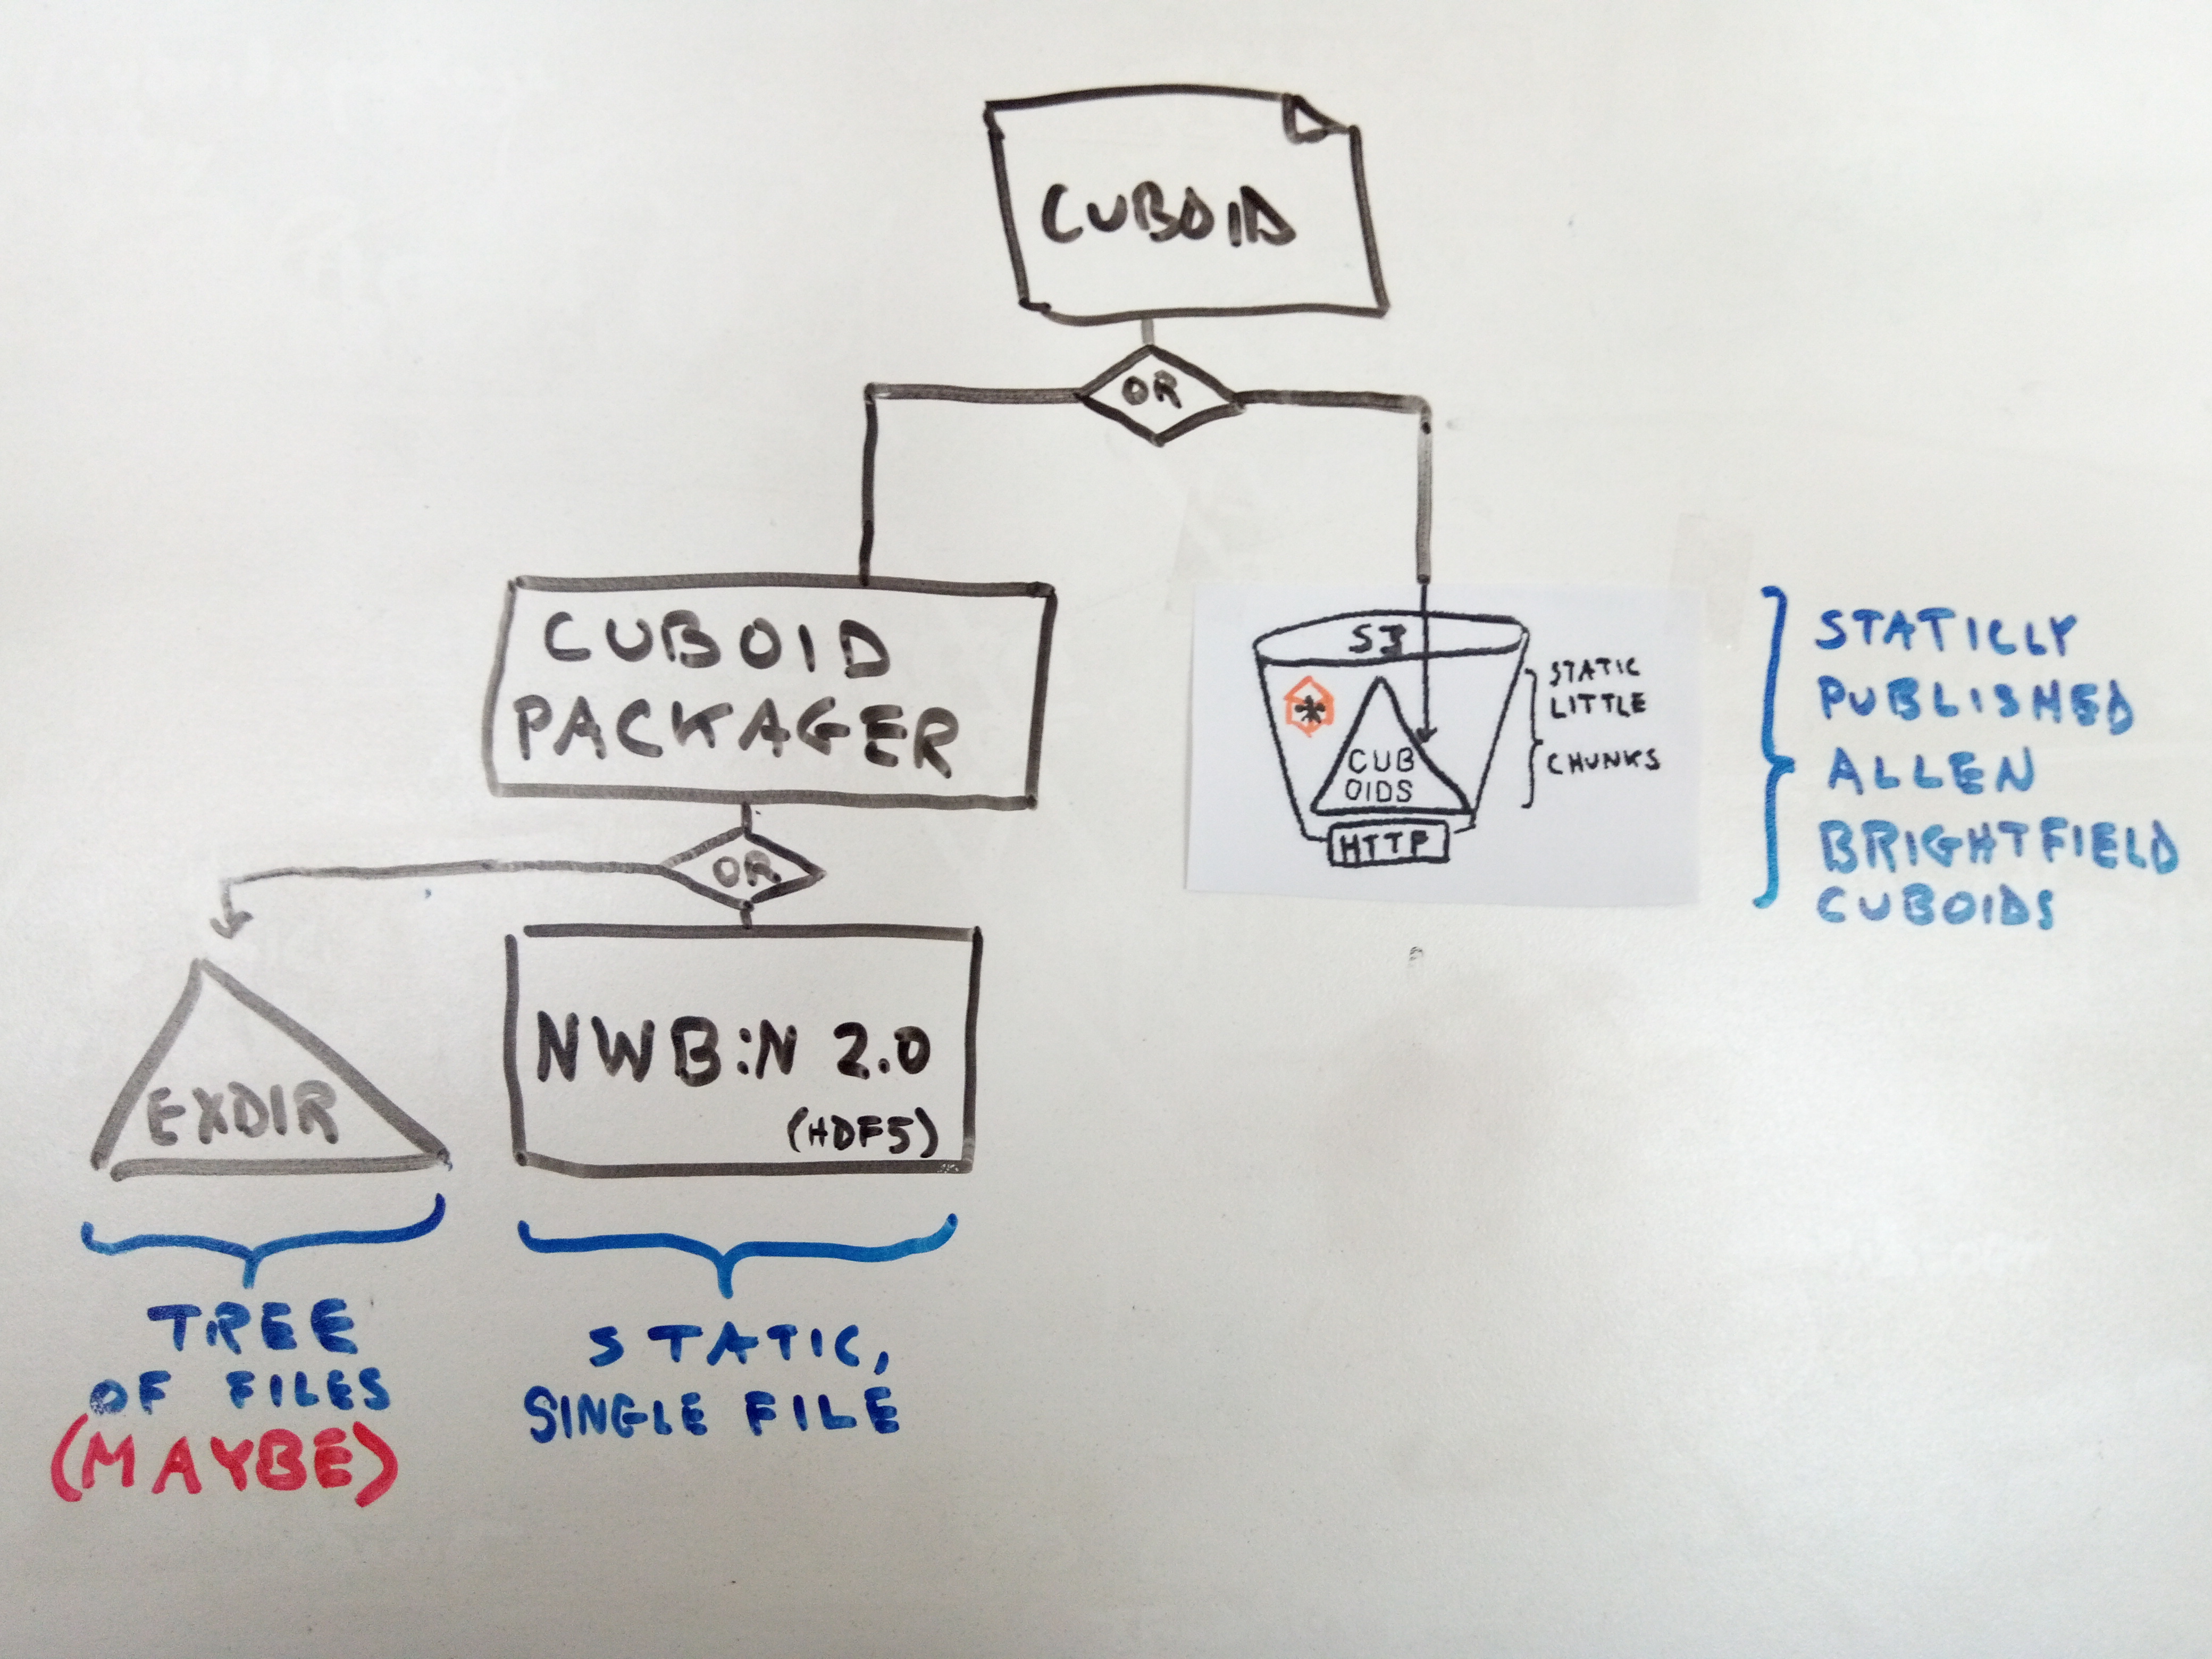 CUBOID
OR
CUBOID
PACKAGER
OR
EXDIR
NWB:N 2.0
(HDF5)
TREE
OF FILES
(MAYBE)
STATIC,
SINGLE FILE
S3
*
CUB
OIDS
HTTP
STATIC
LITTLE
CHUNKS
STATICLY
PUBLISHED
ALLEN
BRIGHTFIELD
CUBOIDS